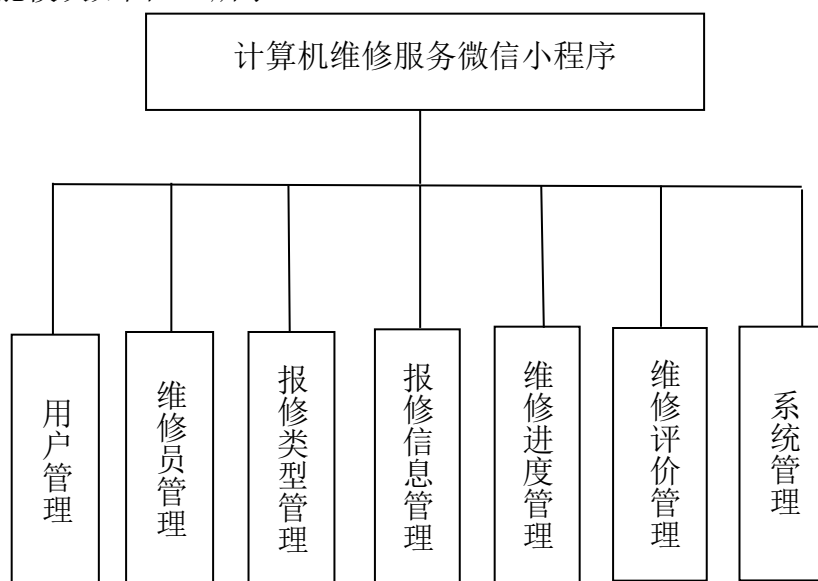 计算机维修服务微信小程序
用户管理
维修员管理
报修类型管理
报修信息管理
维修进度管理
维修评价管理
系统管理